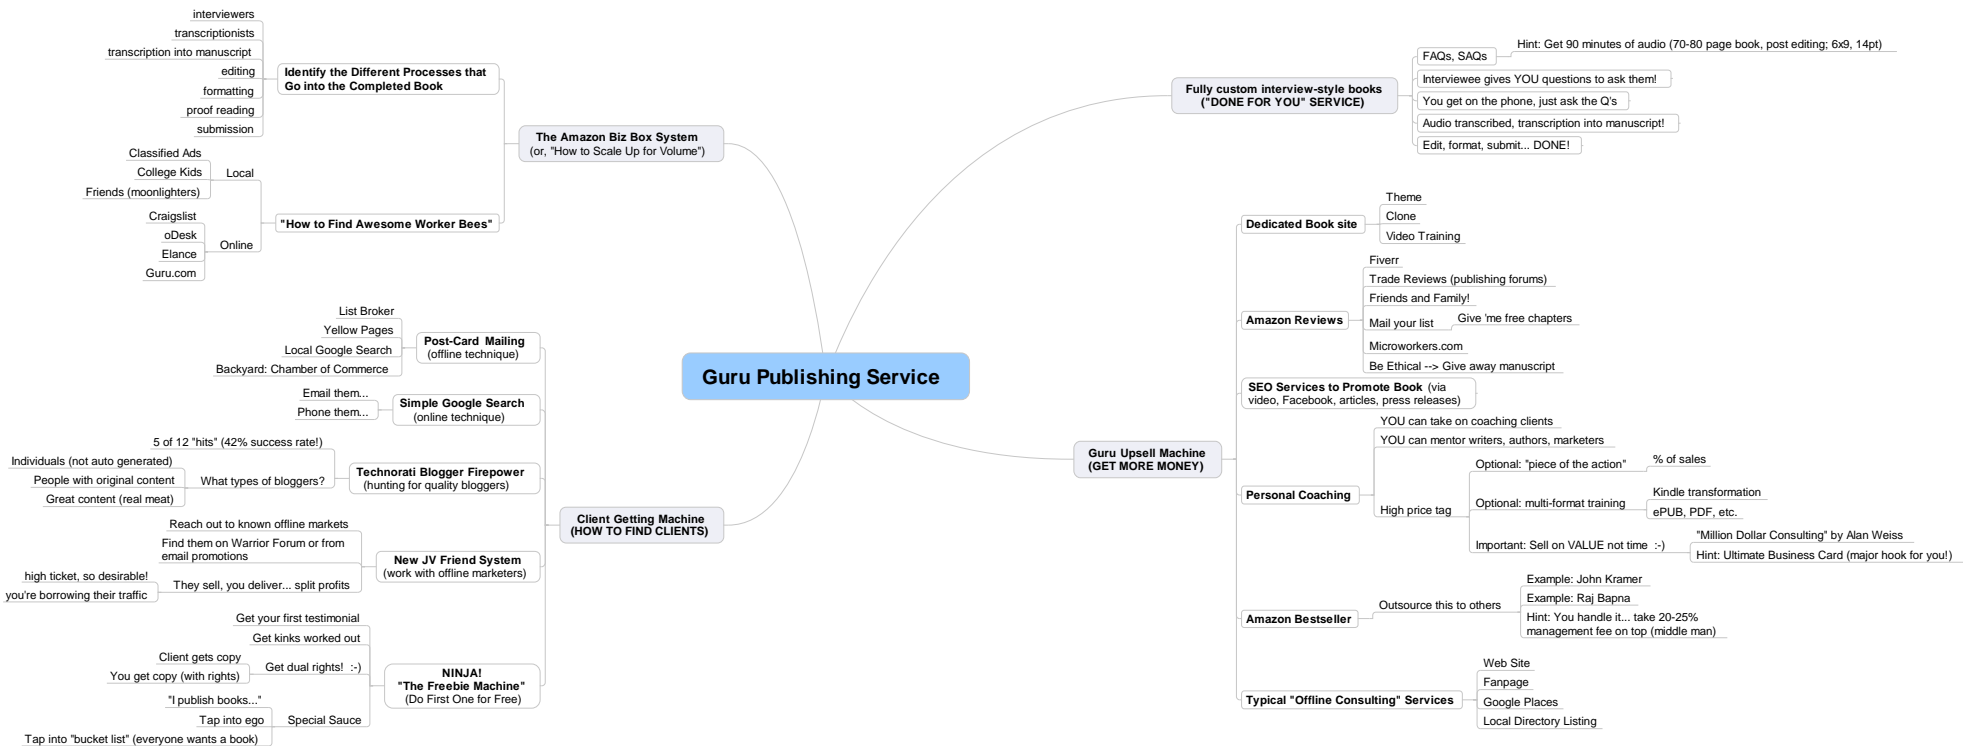 Guru Publishing Service
Fully custom interview-style books
("DONE FOR YOU" SERVICE)
FAQs, SAQs
Hint: Get 90 minutes of audio (70-80 page book, post editing; 6x9, 14pt)
Interviewee gives YOU questions to ask them!
You get on the phone, just ask the Q's
Audio transcribed, transcription into manuscript!
Edit, format, submit... DONE!
Guru Upsell Machine
(GET MORE MONEY)
Dedicated Book site
Theme
Clone
Video Training
Amazon Reviews
Fiverr
Trade Reviews (publishing forums)
Friends and Family!
Mail your list
Give 'me free chapters
Microworkers.com
Be Ethical --> Give away manuscript
SEO Services to Promote Book (via
video, Facebook, articles, press releases)
Personal Coaching
YOU can take on coaching clients
YOU can mentor writers, authors, marketers
High price tag
Optional: "piece of the action"
% of sales
Optional: multi-format training
Kindle transformation
ePUB, PDF, etc.
Important: Sell on VALUE not time :-)
"Million Dollar Consulting" by Alan Weiss
Hint: Ultimate Business Card (major hook for you!)
Amazon Bestseller
Outsource this to others
Example: John Kramer
Example: Raj Bapna
Hint: You handle it... take 20-25%
management fee on top (middle man)
Typical "Offline Consulting" Services
Web Site
Fanpage
Google Places
Local Directory Listing
The Amazon Biz Box System
(or, "How to Scale Up for Volume")
Identify the Different Processes that
Go into the Completed Book
interviewers
transcriptionists
transcription into manuscript
editing
formatting
proof reading
submission
"How to Find Awesome Worker Bees"
Local
Classified Ads
College Kids
Friends (moonlighters)
Online
Craigslist
oDesk
Elance
Guru.com
Client Getting Machine
(HOW TO FIND CLIENTS)
Post-Card Mailing
(offline technique)
List Broker
Yellow Pages
Local Google Search
Backyard: Chamber of Commerce
Simple Google Search
(online technique)
Email them...
Phone them...
Technorati Blogger Firepower
(hunting for quality bloggers)
5 of 12 "hits" (42% success rate!)
What types of bloggers?
Individuals (not auto generated)
People with original content
Great content (real meat)
New JV Friend System
(work with offline marketers)
Reach out to known offline markets
Find them on Warrior Forum or from
email promotions
They sell, you deliver... split profits
high ticket, so desirable!
you're borrowing their traffic
NINJA!
"The Freebie Machine"
(Do First One for Free)
Get your first testimonial
Get kinks worked out
Get dual rights! :-)
Client gets copy
You get copy (with rights)
Special Sauce
"I publish books..."
Tap into ego
Tap into "bucket list" (everyone wants a book)